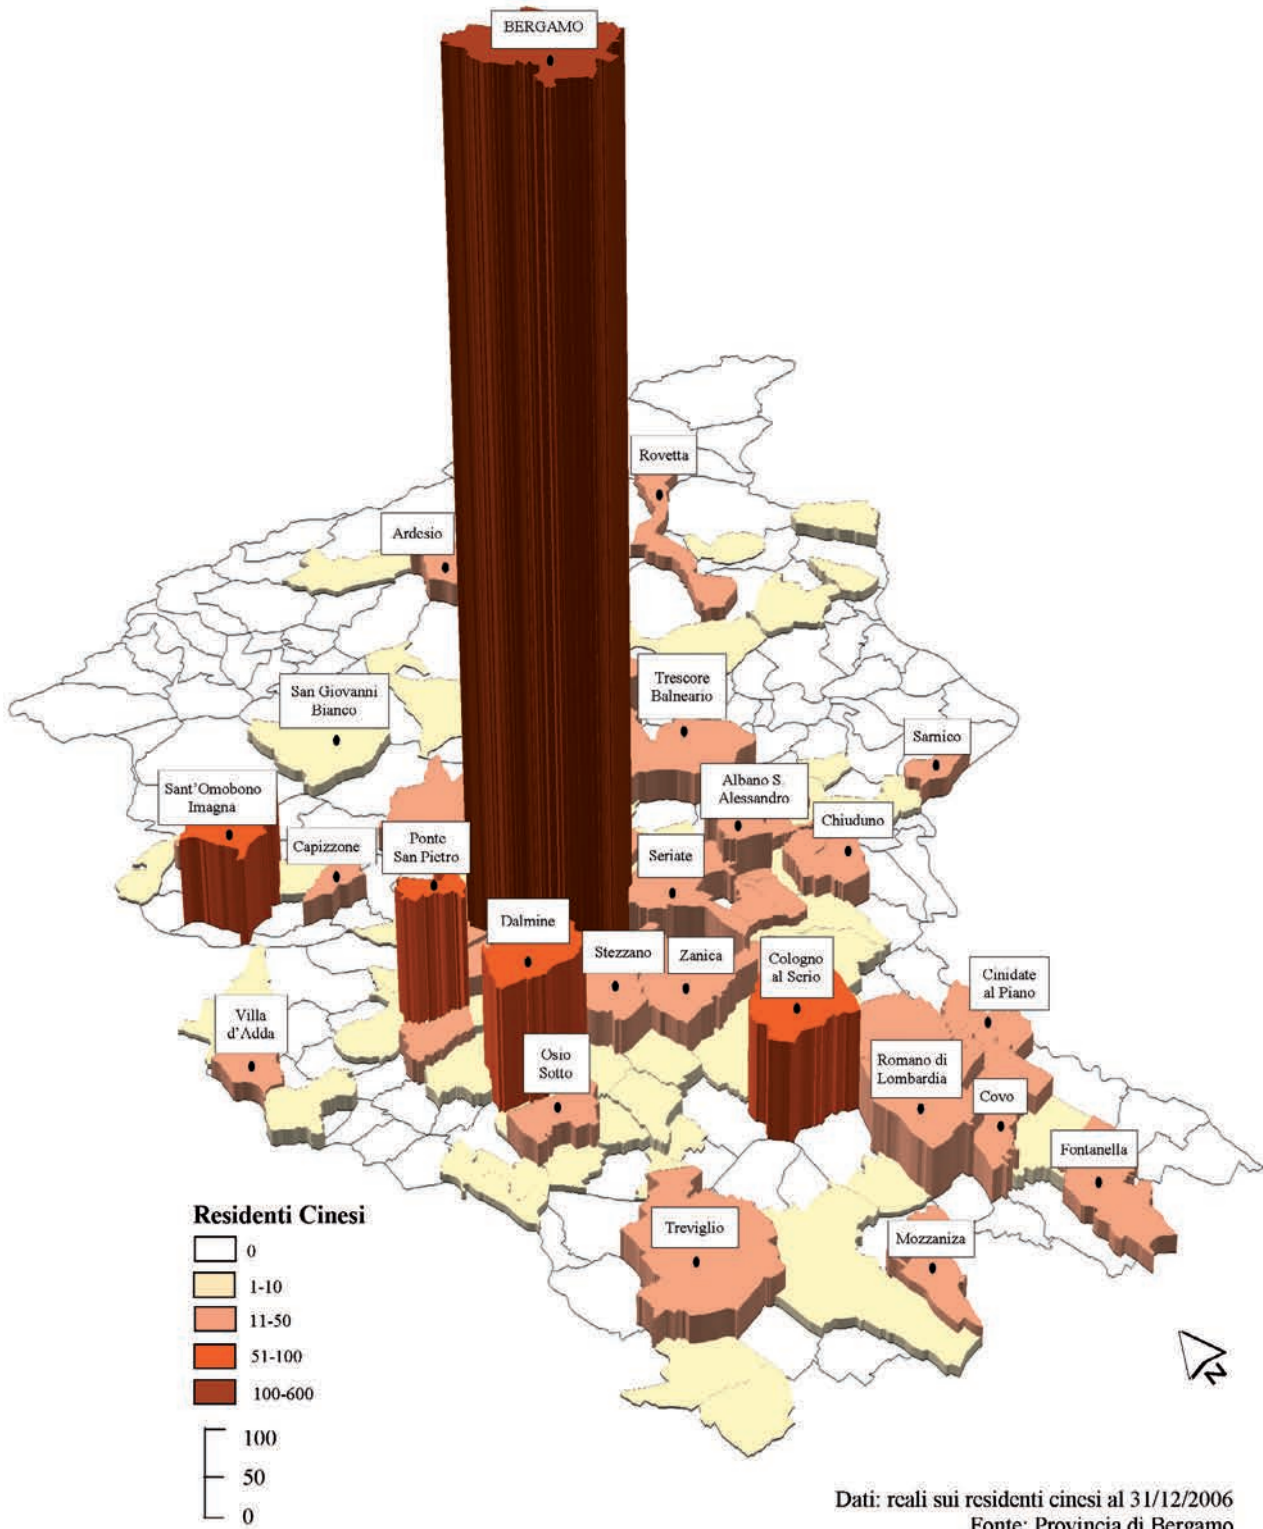 BERGAMO
Rovetta
Ardesio
Trescore
Balneario
San Giovanni
Bianco
Sarnico
Sant'Omobono
Imagna
Albano S.
Alessandro
Chiuduno
Capizzone
Ponte
San Pietro
Seriate
Dalmine
Stezzano
Zanica
Cologno
al Serio
Cinidate
al Piano
Villa
d'Adda
Osio
Sotto
Romano di
Lombardia
Covo
Fontanella
Treviglio
Mozzaniza
Residenti Cinesi
0
1-10
11-50
51-100
100-600
100
50
0
N
Dati: reali sui residenti cinesi al 31/12/2006
Fonte: Provincia di Bergamo